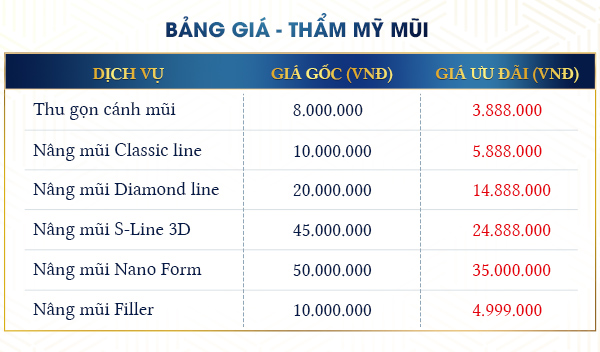 BẢNG GIÁ - THẨM MỸ MŨI
DỊCH VỤ GIÁ GỐC (VNĐ) GIÁ ƯU ĐÃI (VNĐ)
Thu gọn cánh mũi 8.000.000 3.888.000
Nâng mũi Classic line 10.000.000 5.888.000
Nâng mũi Diamond line 20.000.000 14.888.000
Nâng mũi S-Line 3D 45.000.000 24.888.000
Nâng mũi Nano Form 50.000.000 35.000.000
Nâng mũi Filler 10.000.000 4.999.000